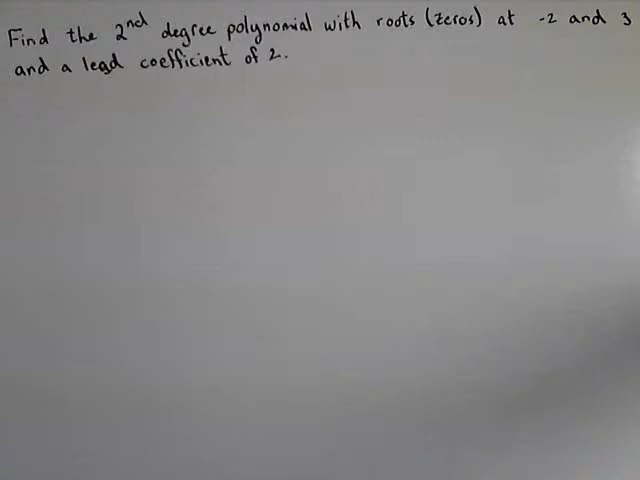 Find the 2nd degree polynomial with roots (zeros) at -2 and 3
and a lead coefficient of 2.